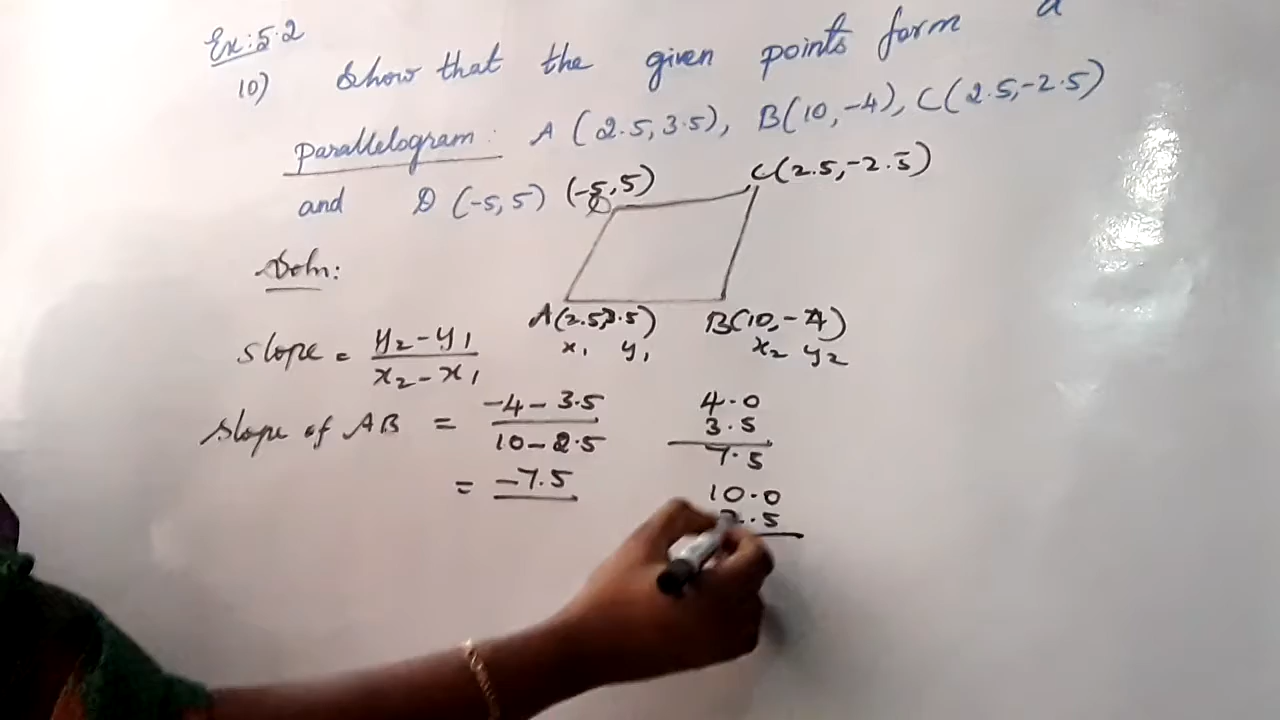 Ex: 5.2
10) Show that the given points form a
parallelogram: A (2.5, 3.5), B(10, -4), C(2.5, -2.5)
and D (-5, 5)
(-5, 5)
D
C(2.5, -2.5)
Soln:
A(2.5, 3.5) B(10, -4)
x₁ y₁ x₂ y₂
Slope = y₂ - y₁ / x₂ - x₁
Slope of AB = -4 - 3.5 / 10 - 2.5
= -7.5
4.0
3.5
7.5
10.0
2.5